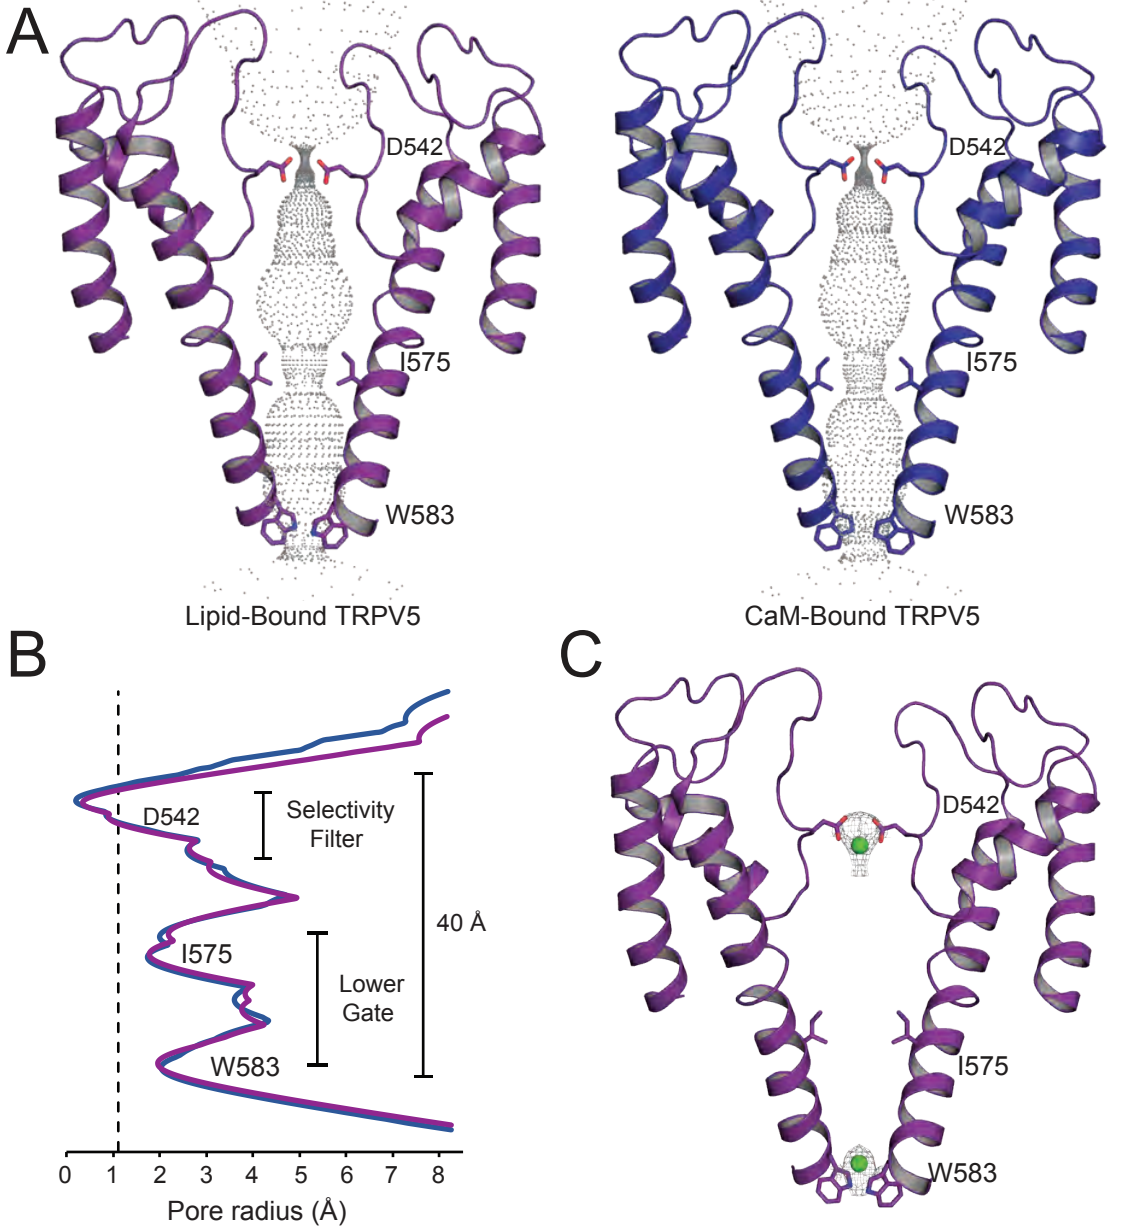 A
D542
D542
I575
I575
W583
W583
Lipid-Bound TRPV5
CaM-Bound TRPV5
B
C
D542
Selectivity
Filter
D542
40 Å
I575
Lower
Gate
I575
W583
W583
0 1 2 3 4 5 6 7 8
Pore radius (Å)